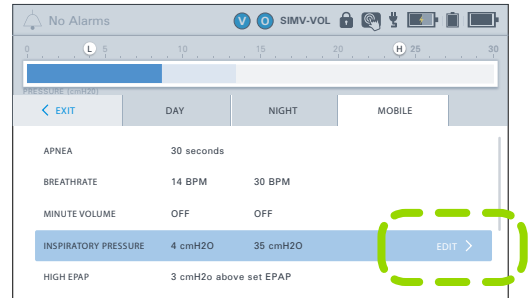 No Alarms V O SIMV-VOL
0 L 5 10 15 20 H 25 30
PRESSURE (cmH20)
EXIT DAY NIGHT MOBILE
APNEA 30 seconds
BREATHRATE 14 BPM 30 BPM
MINUTE VOLUME OFF OFF
INSPIRATORY PRESSURE 4 cmH2O 35 cmH2O EDIT
HIGH EPAP 3 cmH2o above set EPAP